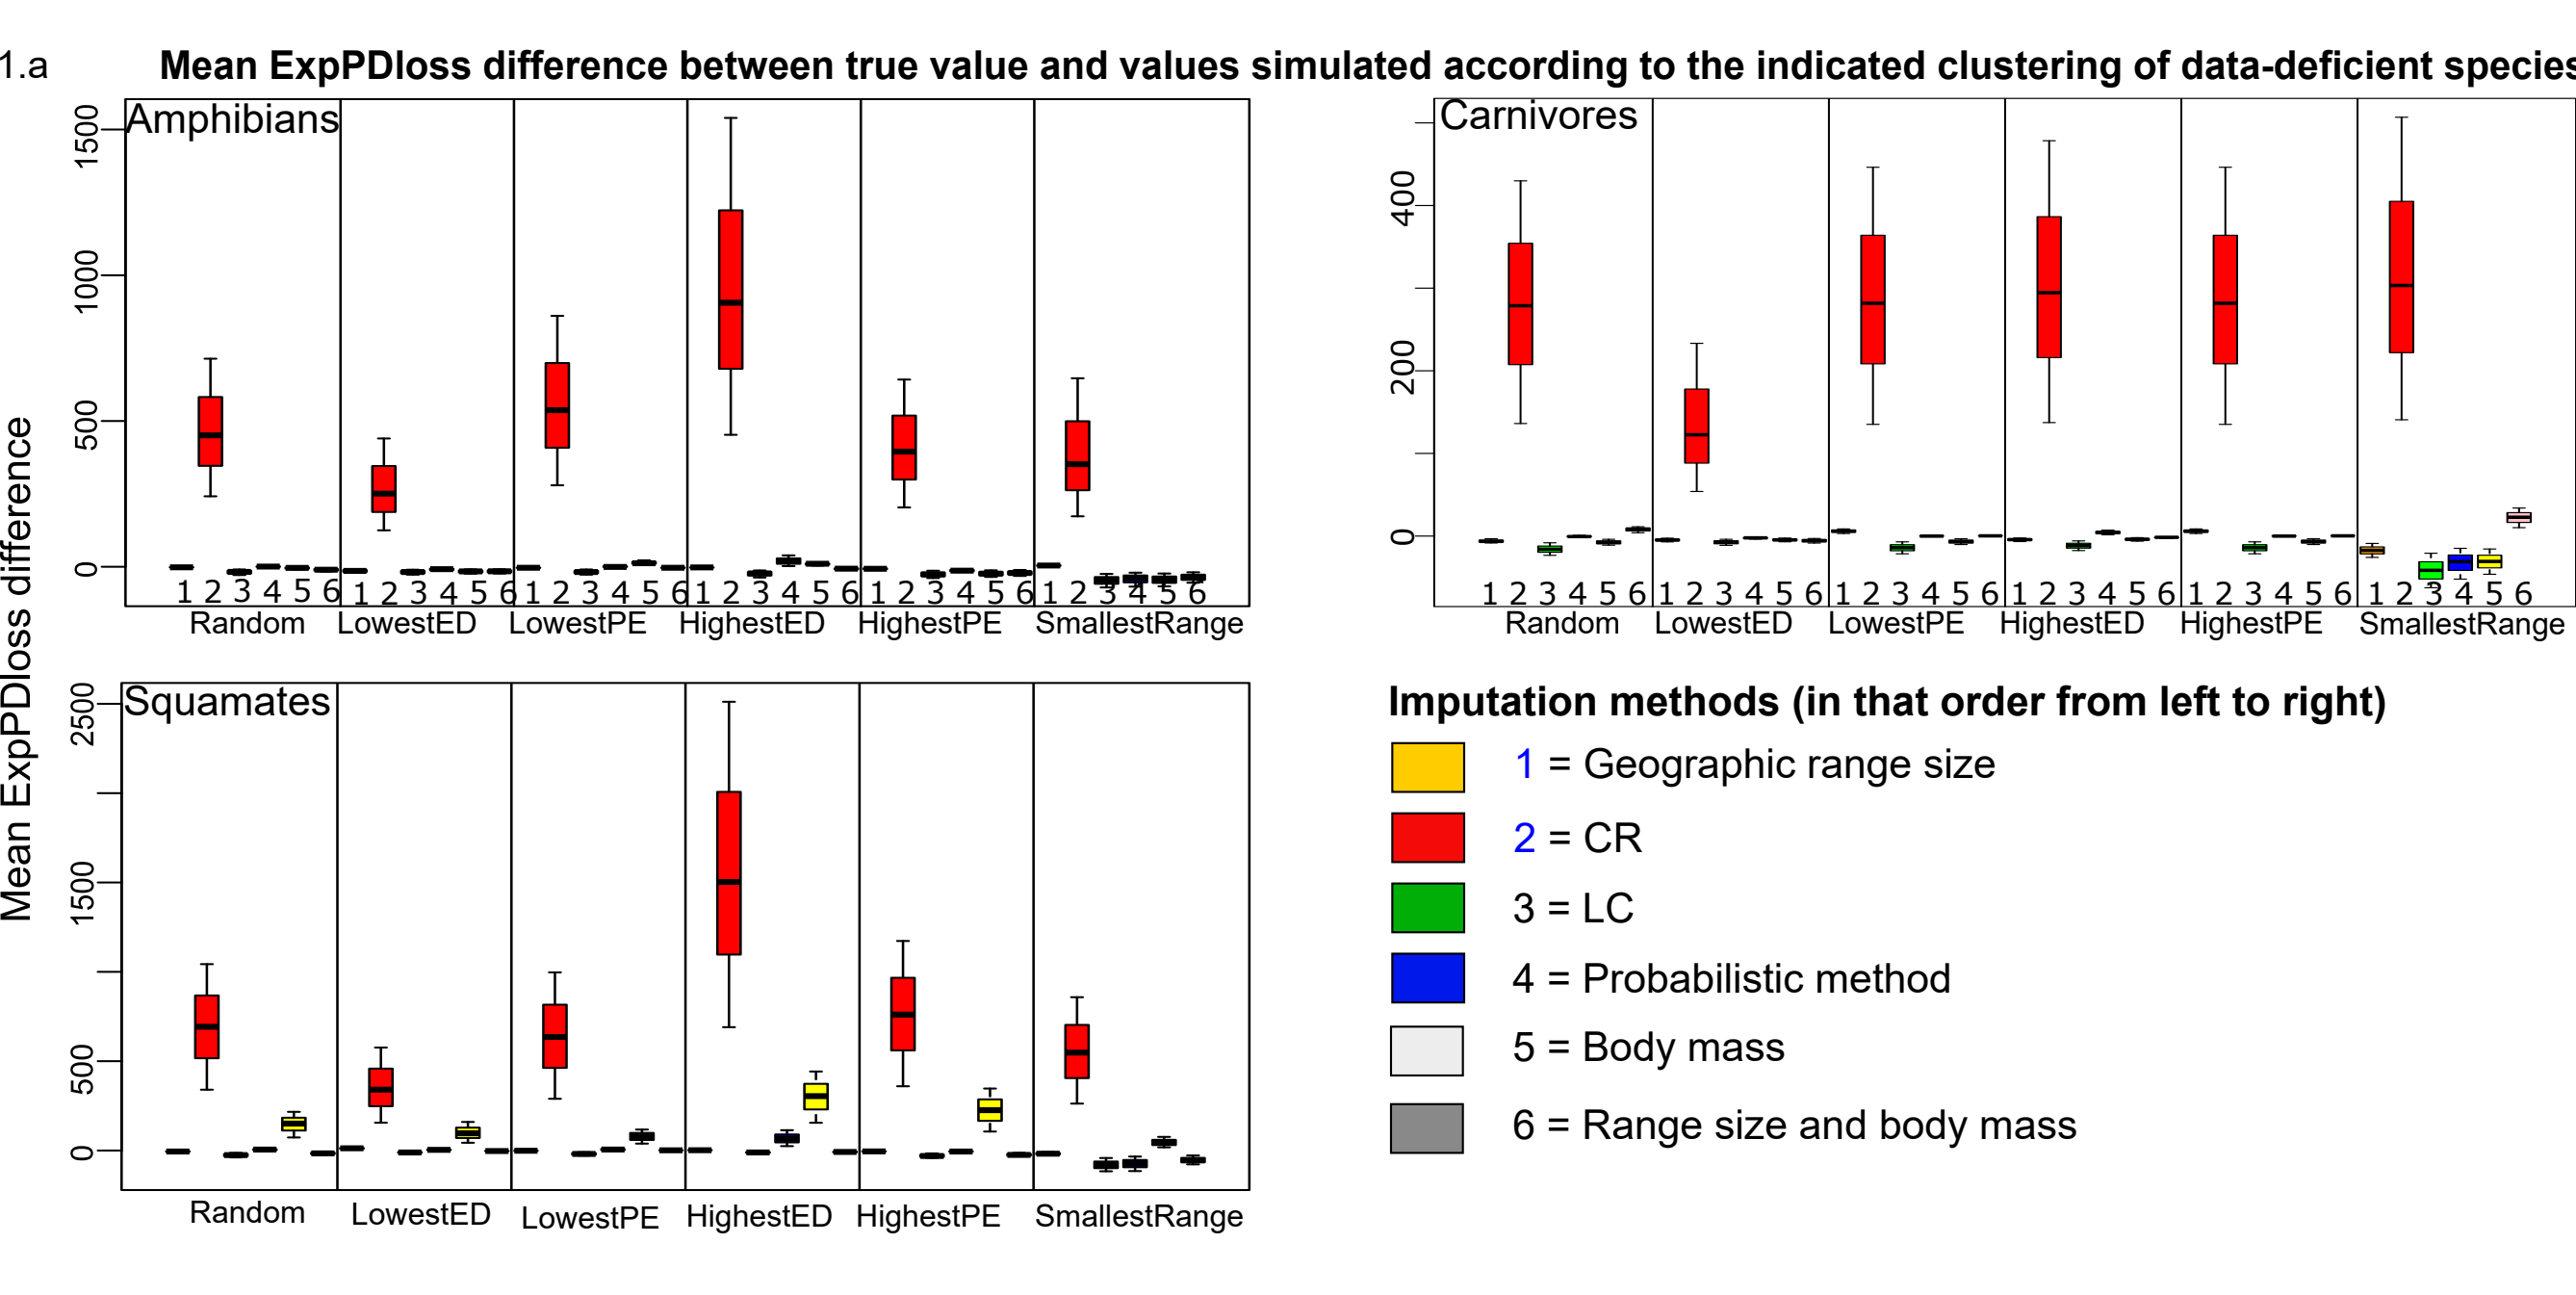 1.a
Mean ExpPDloss difference between true value and values simulated according to the indicated clustering of data-deficient species
Mean ExpPDloss difference
Amphibians
1500
1000
500
0
1 2 3 4 5 6 1 2 3 4 5 6 1 2 3 4 5 6 1 2 3 4 5 6 1 2 3 4 5 6 1 2 3 4 5 6
Random LowestED LowestPE HighestED HighestPE SmallestRange
Carnivores
400
200
0
1 2 3 4 5 6 1 2 3 4 5 6 1 2 3 4 5 6 1 2 3 4 5 6 1 2 3 4 5 6 1 2 3 4 5 6
Random LowestED LowestPE HighestED HighestPE SmallestRange
Squamates
2500
1500
500
0
Random LowestED LowestPE HighestED HighestPE SmallestRange
Imputation methods (in that order from left to right)
1 = Geographic range size
2 = CR
3 = LC
4 = Probabilistic method
5 = Body mass
6 = Range size and body mass